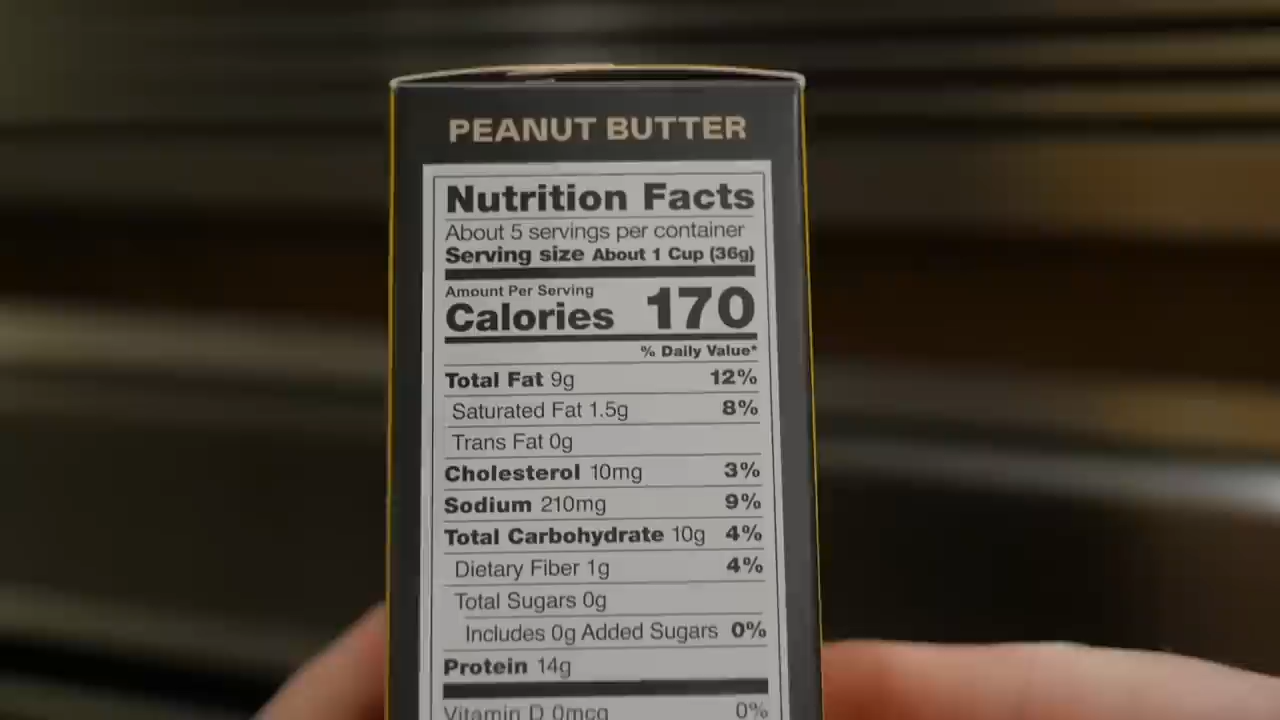 PEANUT BUTTER
Nutrition Facts
About 5 servings per container
Serving size About 1 Cup (36g)
Amount Per Serving
Calories 170
% Daily Value*
Total Fat 9g 12%
Saturated Fat 1.5g 8%
Trans Fat 0g
Cholesterol 10mg 3%
Sodium 210mg 9%
Total Carbohydrate 10g 4%
Dietary Fiber 1g 4%
Total Sugars 0g
Includes 0g Added Sugars 0%
Protein 14g
Vitamin D 0mcg 0%